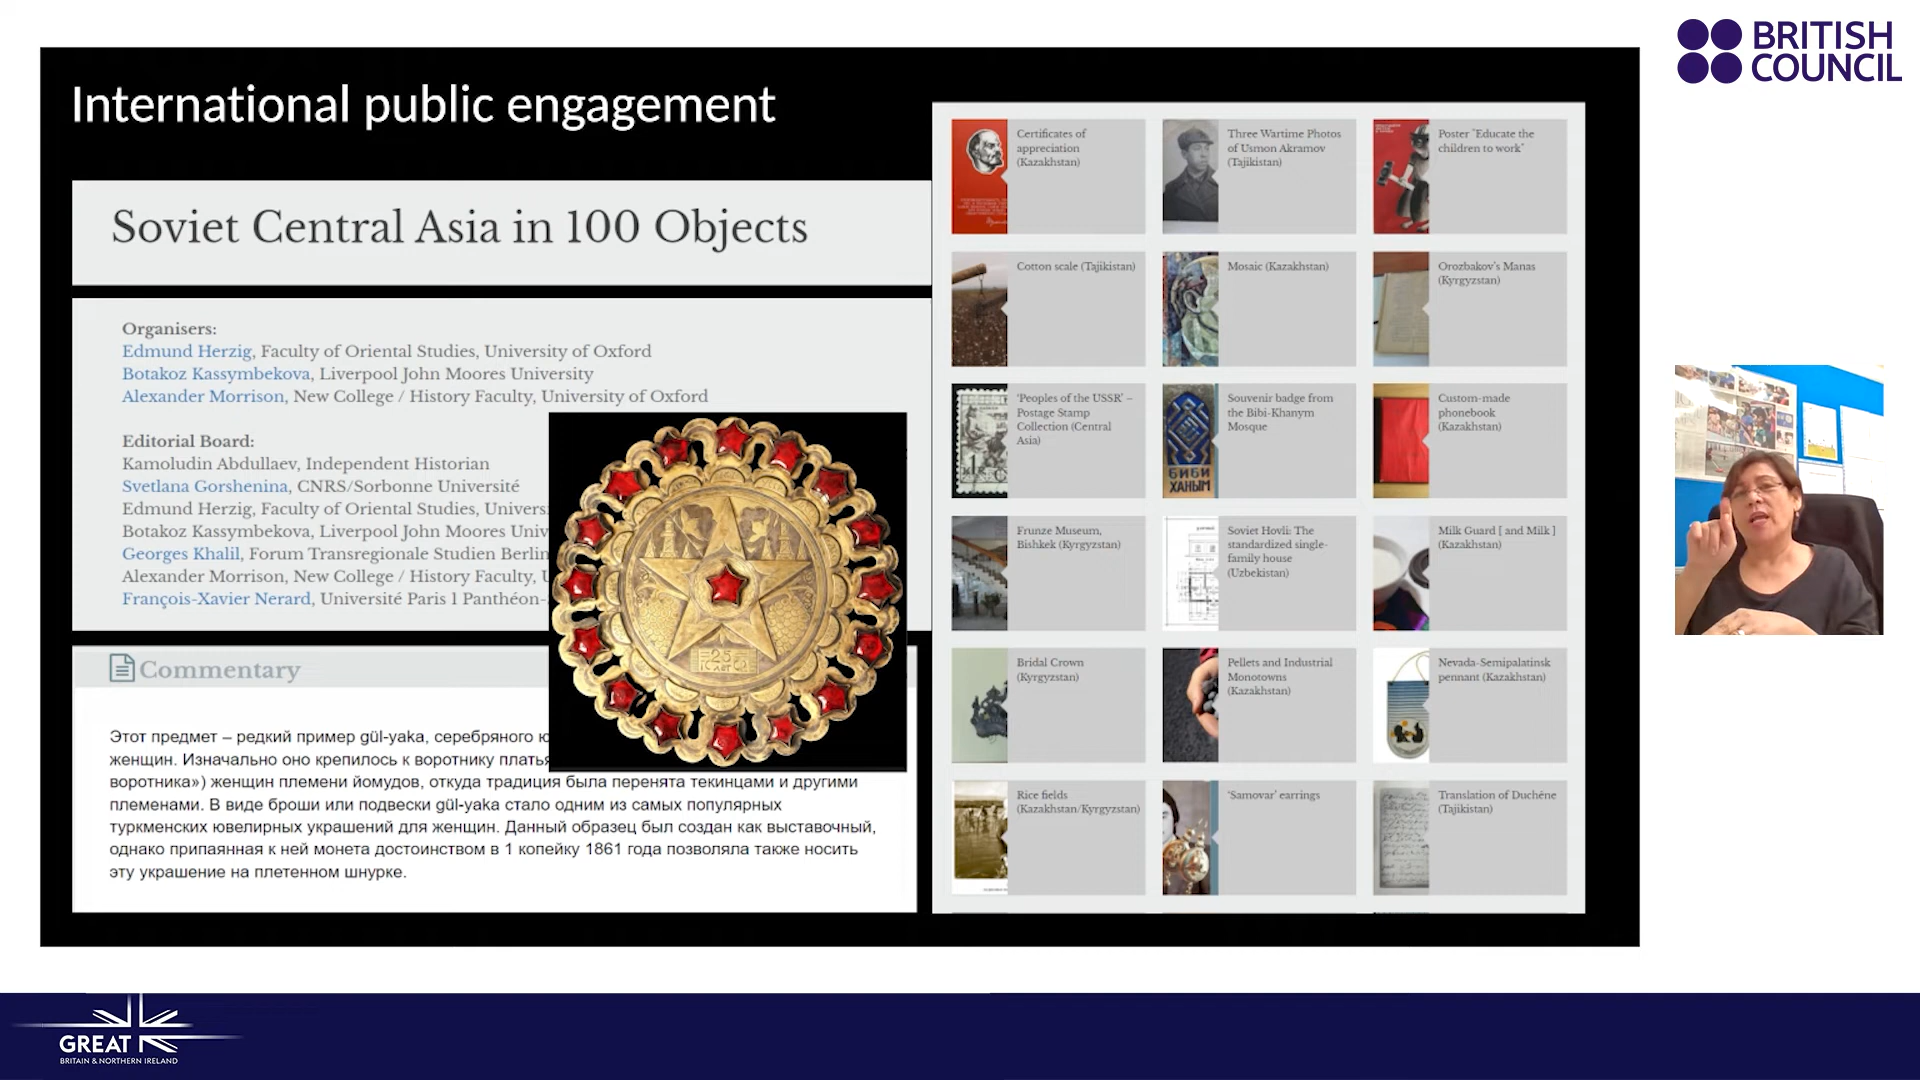 BRITISH
COUNCIL
International public engagement
Soviet Central Asia in 100 Objects
Organisers:
Edmund Herzig, Faculty of Oriental Studies, University of Oxford
Botakoz Kassymbekova, Liverpool John Moores University
Alexander Morrison, New College / History Faculty, University of Oxford
Editorial Board:
Kamoludin Abdullaev, Independent Historian
Svetlana Gorshenina, CNRS/Sorbonne Université
Edmund Herzig, Faculty of Oriental Studies, Univers
Botakoz Kassymbekova, Liverpool John Moores Univ
Georges Khalil, Forum Transregionale Studien Berlin
Alexander Morrison, New College / History Faculty, U
François-Xavier Nerard, Université Paris 1 Panthéon-
Commentary
Этот предмет – редкий пример gül-yaka, серебряного ю
женщин. Изначально оно крепилось к воротнику платья
воротника») женщин племени йомудов, откуда традиция была перенята текинцами и другими
племенами. В виде броши или подвески gül-yaka стало одним из самых популярных
туркменских ювелирных украшений для женщин. Данный образец был создан как выставочный,
однако припаянная к ней монета достоинством в 1 копейку 1861 года позволяла также носить
эту украшение на плетенном шнурке.
25
Certificates of
appreciation
(Kazakhstan)
Three Wartime Photos
of Usmon Akramov
(Tajikistan)
Poster "Educate the
children to work"
Cotton scale (Tajikistan)
Mosaic (Kazakhstan)
Orozbakov's Manas
(Kyrgyzstan)
'Peoples of the USSR' –
Postage Stamp
Collection (Central
Asia)
Souvenir badge from
the Bibi-Khanym
Mosque
БИБИ
ХАНЫМ
Custom-made
phonebook
(Kazakhstan)
Frunze Museum,
Bishkek (Kyrgyzstan)
Soviet Hovli: The
standardized single-
family house
(Uzbekistan)
Milk Guard [ and Milk ]
(Kazakhstan)
Bridal Crown
(Kyrgyzstan)
Pellets and Industrial
Monotowns
(Kazakhstan)
Nevada-Semipalatinsk
pennant (Kazakhstan)
Rice fields
(Kazakhstan/Kyrgyzstan)
'Samovar' earrings
Translation of Duchêne
(Tajikistan)
GREAT
BRITAIN & NORTHERN IRELAND